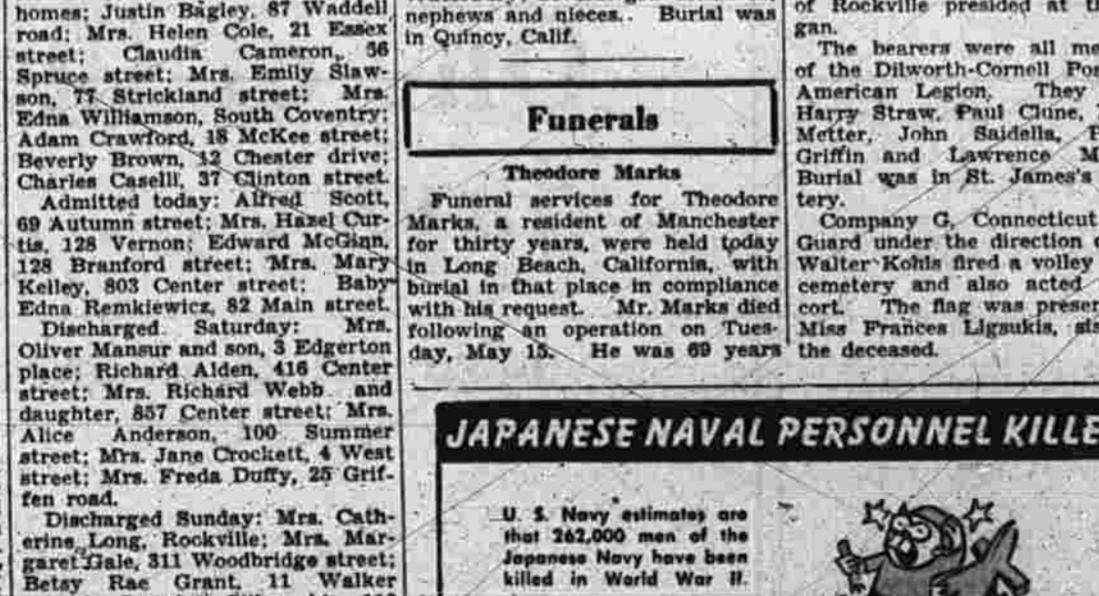 homes: Justin Bagley, 87 Waddell
road; Mrs. Helen Cole, 21 Essex
street; Claudia Cameron, 56
Spruce street; Mrs. Emily Slaw-
son, 77 Strickland street; Mrs.
Edna Williamson, South Coventry;
Adam Crawford, 18 McKee street;
Beverly Brown, 12 Chester drive;
Charles Caselli, 37 Clinton street.
Admitted today: Alfred Scott,
69 Autumn street; Mrs. Hazel Cur-
tis, 128 Vernon; Edward McGinn,
128 Branford street; Mrs. Mary
Kelley, 803 Center street; Baby
Edna Remkiewicz, 82 Main street.
Discharged Saturday: Mrs.
Oliver Mansur and son, 3 Edgerton
place; Richard Alden, 416 Center
street; Mrs. Richard Webb and
daughter, 857 Center street; Mrs.
Alice Anderson, 100 Summer
street; Mrs. Jane Crockett, 4 West
street; Mrs. Freda Duffy, 25 Grif-
fen road.
Discharged Sunday: Mrs. Cath-
erine Long, Rockville; Mrs. Mar-
garet Gale, 311 Woodbridge street;
Betsy Rae Grant, 11 Walker
nephews and nieces.. Burial was
in Quincy, Calif.
Funerals
Theodore Marks
Funeral services for Theodore
Marks, a resident of Manchester
for thirty years, were held today
in Long Beach, California, with
burial in that place in compliance
with his request. Mr. Marks died
following an operation on Tues-
day, May 15. He was 69 years
of Rockville presided at
gan.
The bearers were all
of the Dilworth-Cornell
American Legion. They
Harry Straw, Paul Clune,
Metter, John Saidella,
Griffin and Lawrence
Burial was in St. James's
tery.
Company G, Connecticut
Guard under the direction
Walter Kohls fired a volley
cemetery and also acted
cort. The flag was
Miss Frances Ligsukis,
the deceased.
JAPANESE NAVAL PERSONNEL KILLE
U. S. Navy estimates are
that 262,000 men of the
Japanese Navy have been
killed in World War II.